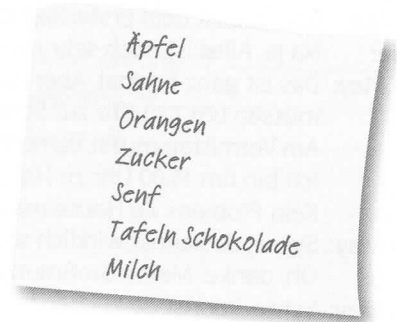 Äpfel
Sahne
Orangen
Zucker
Senf
Tafeln Schokolade
Milch